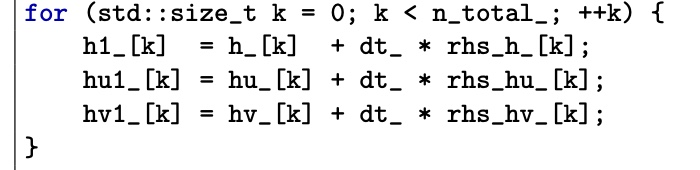 for (std::size_t k = 0; k < n_total_; ++k) {
    h1_[k]  = h_[k]  + dt_ * rhs_h_[k];
    hu1_[k] = hu_[k] + dt_ * rhs_hu_[k];
    hv1_[k] = hv_[k] + dt_ * rhs_hv_[k];
}